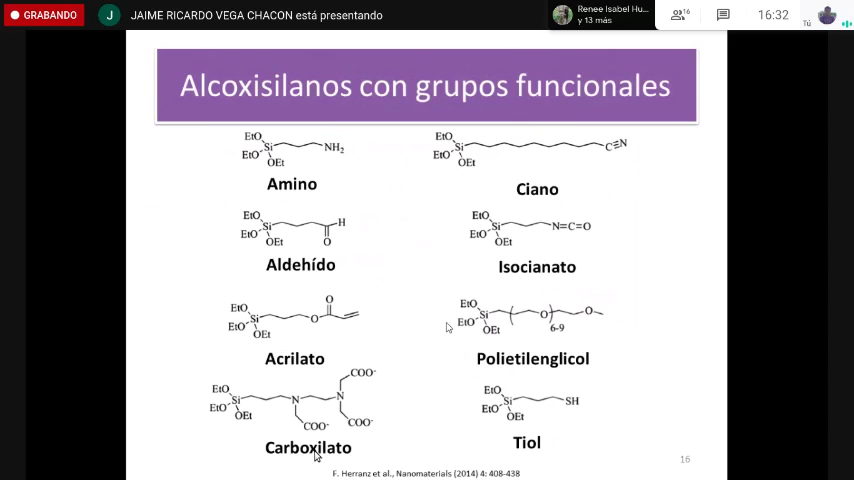 GRABANDO
J
JAIME RICARDO VEGA CHACON está presentando
Renee Isabel Hu...
y 13 más
16
16:32
Tú
Alcoxisilanos con grupos funcionales
EtO
EtO
Si
OEt
NH₂
Amino
EtO
EtO
Si
OEt
C≡N
Ciano
EtO
EtO
Si
OEt
H
O
Aldehído
EtO
EtO
Si
OEt
N=C=O
Isocianato
EtO
EtO
Si
OEt
O
O
Acrilato
EtO
EtO
Si
OEt
O
6-9
O
Polietilenglicol
EtO
EtO
Si
OEt
N
N
COO⁻
COO⁻
COO⁻
Carboxilato
EtO
EtO
Si
OEt
SH
Tiol
16
F. Herranz et al., Nanomaterials (2014) 4: 408-438